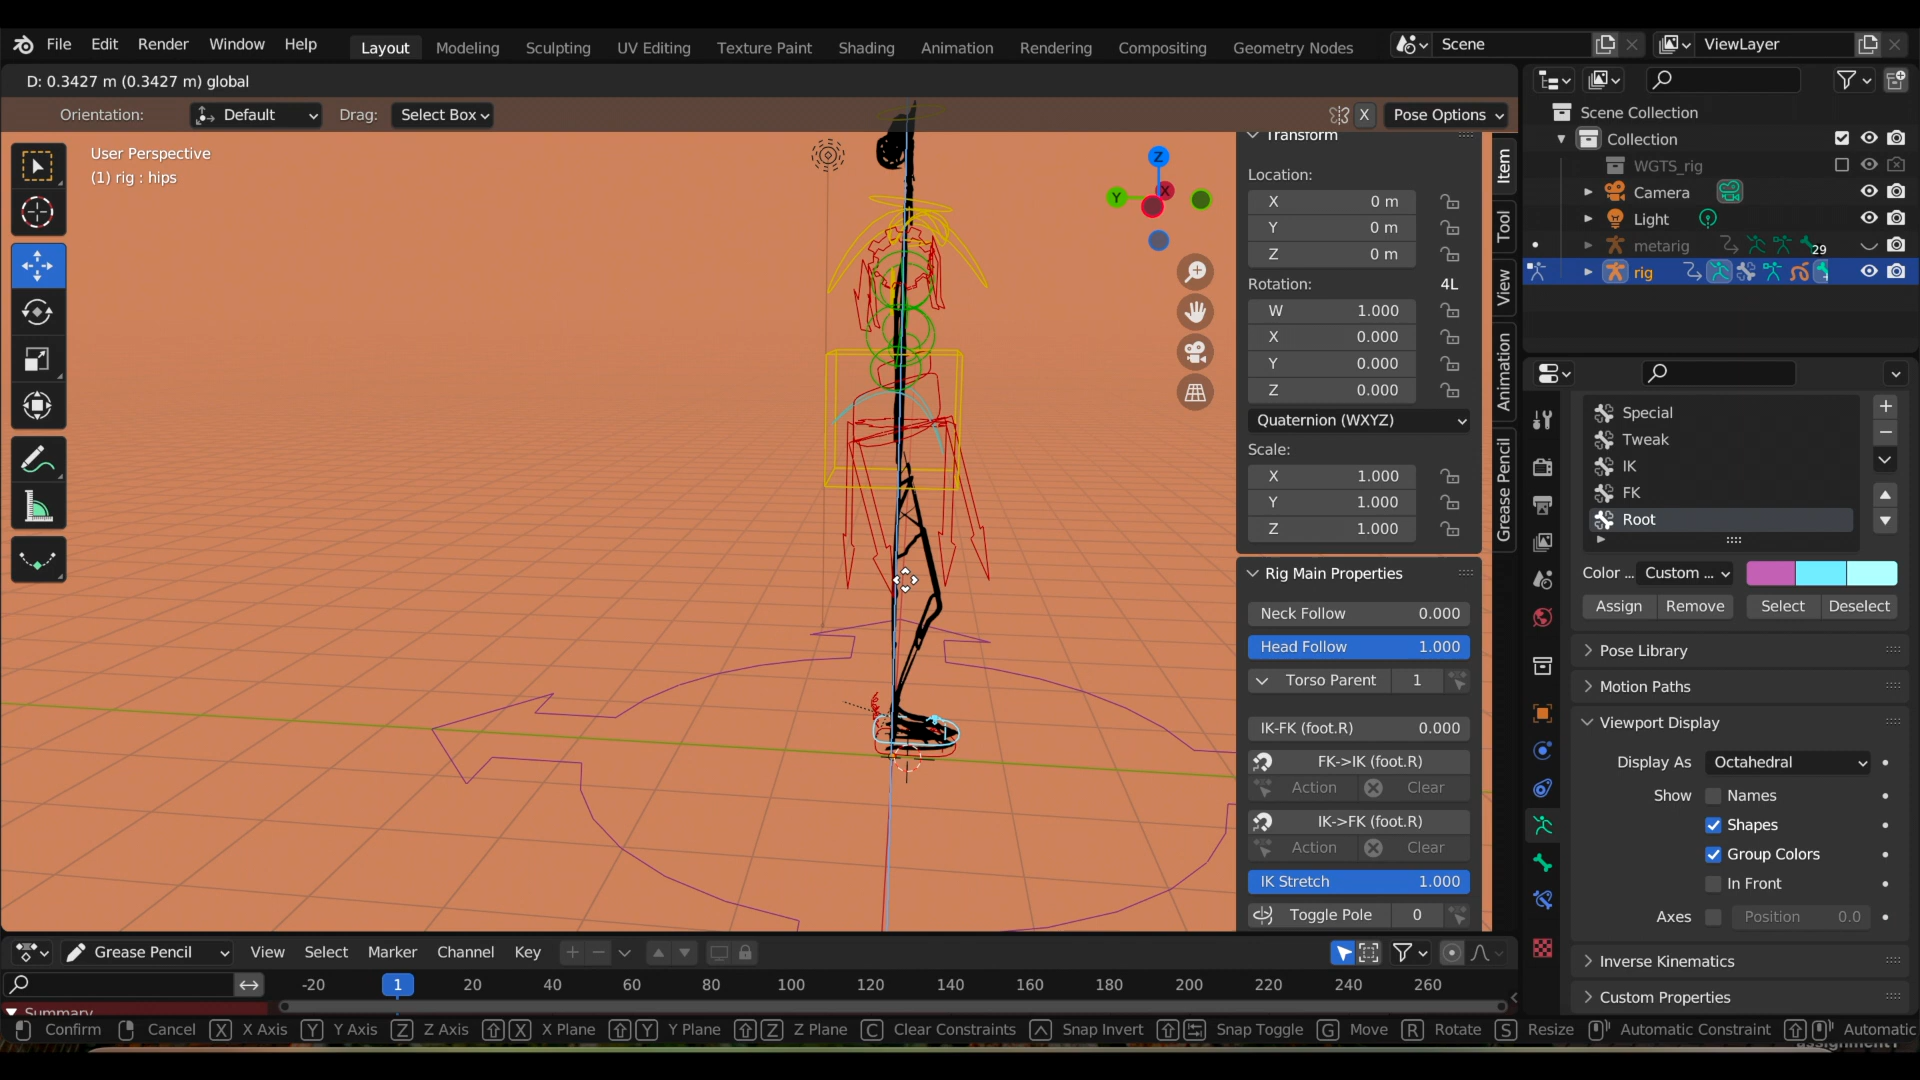 File Edit Render Window Help Layout Modeling Sculpting UV Editing Texture Paint Shading Animation Rendering Compositing Geometry Nodes Scene ViewLayer
D: 0.3427 m (0.3427 m) global
Orientation: Default Drag: Select Box X Pose Options
User Perspective
(1) rig : hips
Z
Y
X
Transform
Location:
X 0 m
Y 0 m
Z 0 m
Rotation: 4L
W 1.000
X 0.000
Y 0.000
Z 0.000
Quaternion (WXYZ)
Scale:
X 1.000
Y 1.000
Z 1.000
Rig Main Properties
Neck Follow 0.000
Head Follow 1.000
Torso Parent 1
IK-FK (foot.R) 0.000
FK->IK (foot.R)
Action Clear
IK->FK (foot.R)
Action Clear
IK Stretch 1.000
Toggle Pole 0
Item
Tool
View
Animation
Grease Pencil
Scene Collection
Collection
WGTS_rig
Camera
Light
metarig 29
rig
Special
Tweak
IK
FK
Root
Color ... Custom ...
Assign Remove Select Deselect
Pose Library
Motion Paths
Viewport Display
Display As Octahedral
Show Names
Shapes
Group Colors
In Front
Axes Position 0.0
Inverse Kinematics
Custom Properties
Grease Pencil View Select Marker Channel Key
-20 1 20 40 60 80 100 120 140 160 180 200 220 240 260
Summary
Confirm Cancel X X Axis Y Y Axis Z Z Axis X X Plane Y Y Plane Z Z Plane C Clear Constraints Snap Invert Snap Toggle G Move R Rotate S Resize Automatic Constraint Automatic